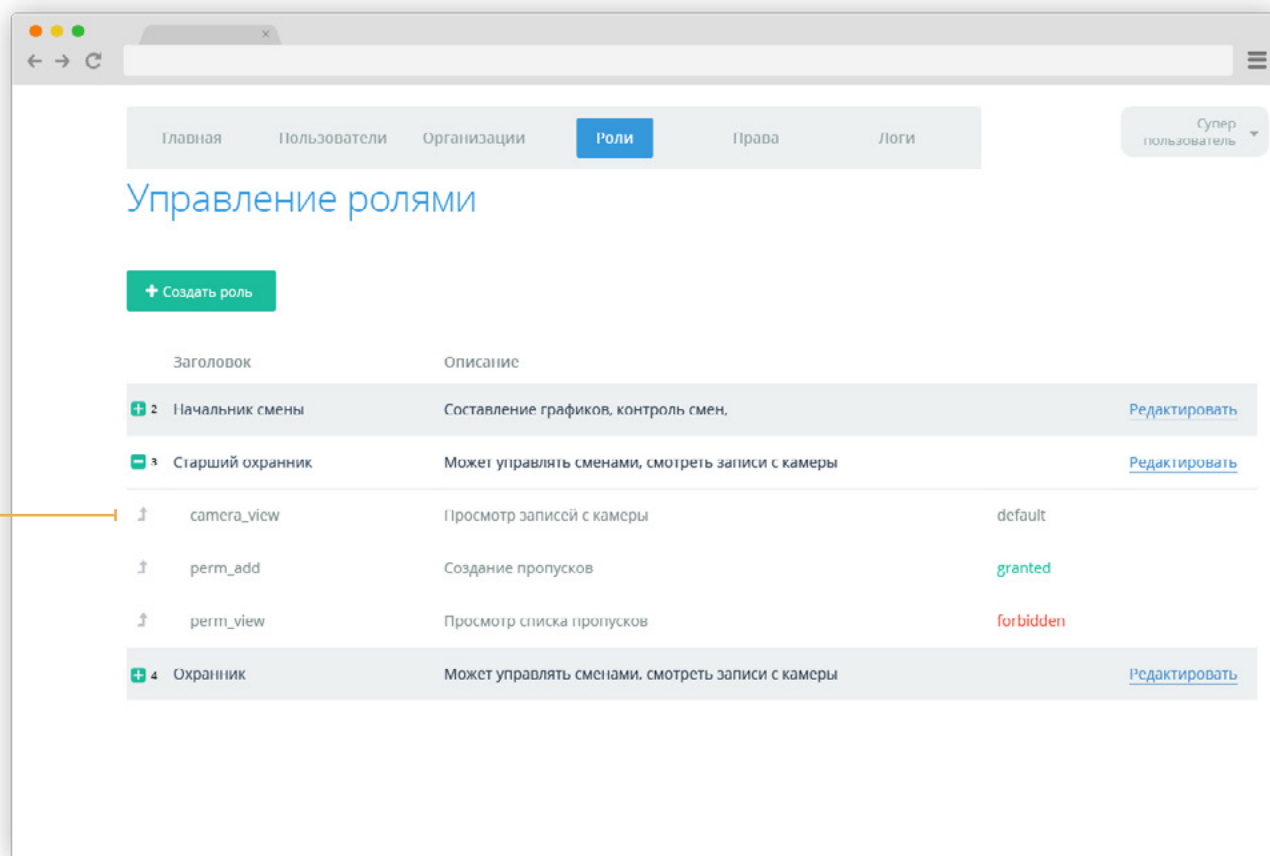 Главная Пользователи Организации Роли Права Логи
Супер
пользователь
Управление ролями
+ Создать роль
Заголовок Описание
2 Начальник смены Составление графиков, контроль смен, Редактировать
3 Старший охранник Может управлять сменами, смотреть записи с камеры Редактировать
camera_view Просмотр записей с камеры default
perm_add Создание пропусков granted
perm_view Просмотр списка пропусков forbidden
4 Охранник Может управлять сменами, смотреть записи с камеры Редактировать